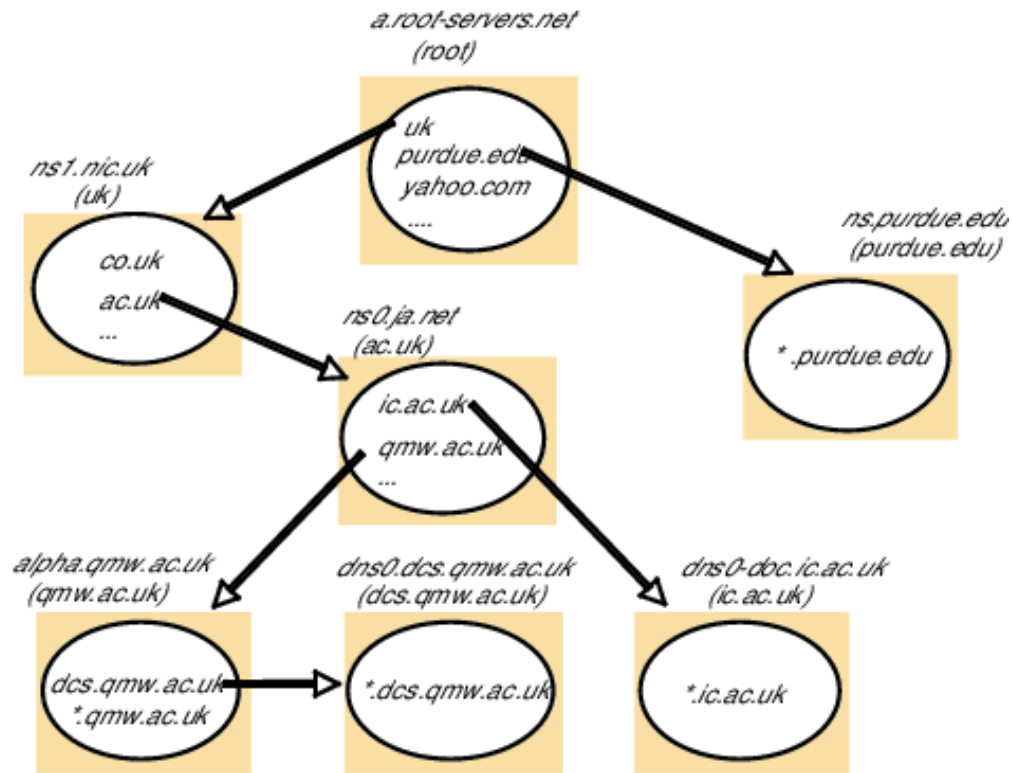 a.root-servers.net
(root)
uk
purdue.edu
yahoo.com
....
ns1.nic.uk
(uk)
co.uk
ac.uk
...
ns.purdue.edu
(purdue.edu)
* .purdue.edu
ns0.ja.net
(ac.uk)
ic.ac.uk
qmw.ac.uk
...
alpha.qmw.ac.uk
(qmw.ac.uk)
dcs.qmw.ac.uk
*.qmw.ac.uk
dns0.dcs.qmw.ac.uk
(dcs.qmw.ac.uk)
*.dcs.qmw.ac.uk
dns0-doc.ic.ac.uk
(ic.ac.uk)
*.ic.ac.uk